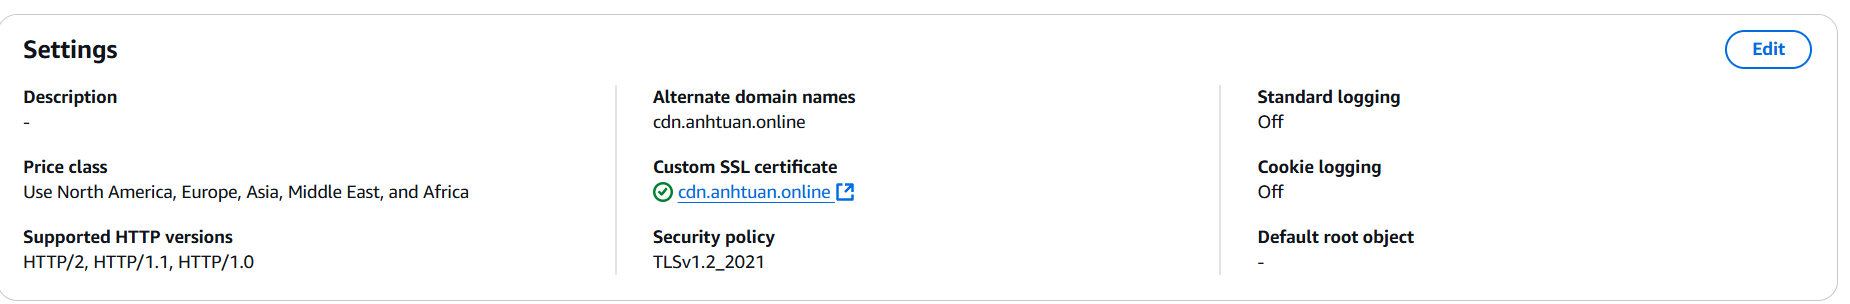 Settings
Edit
Description
-
Price class
Use North America, Europe, Asia, Middle East, and Africa
Supported HTTP versions
HTTP/2, HTTP/1.1, HTTP/1.0
Alternate domain names
cdn.anhtuan.online
Custom SSL certificate
cdn.anhtuan.online
Security policy
TLSv1.2_2021
Standard logging
Off
Cookie logging
Off
Default root object
-